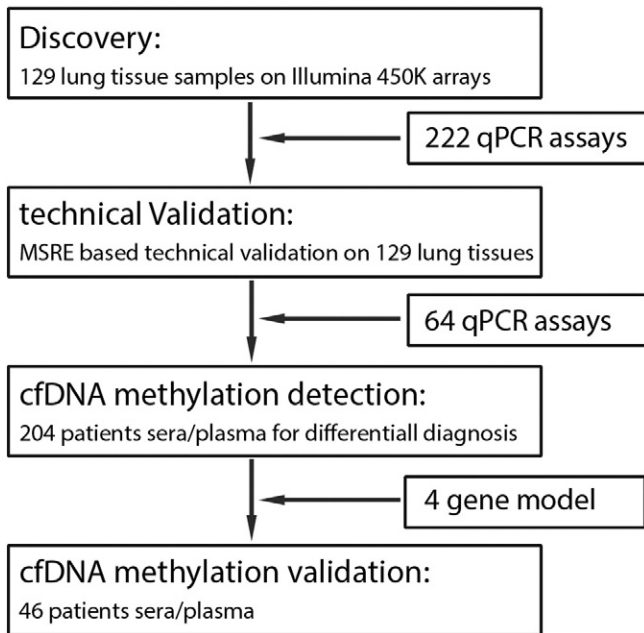 Discovery:
129 lung tissue samples on Illumina 450K arrays
222 qPCR assays
technical Validation:
MSRE based technical validation on 129 lung tissues
64 qPCR assays
cfDNA methylation detection:
204 patients sera/plasma for differentiall diagnosis
4 gene model
cfDNA methylation validation:
46 patients sera/plasma